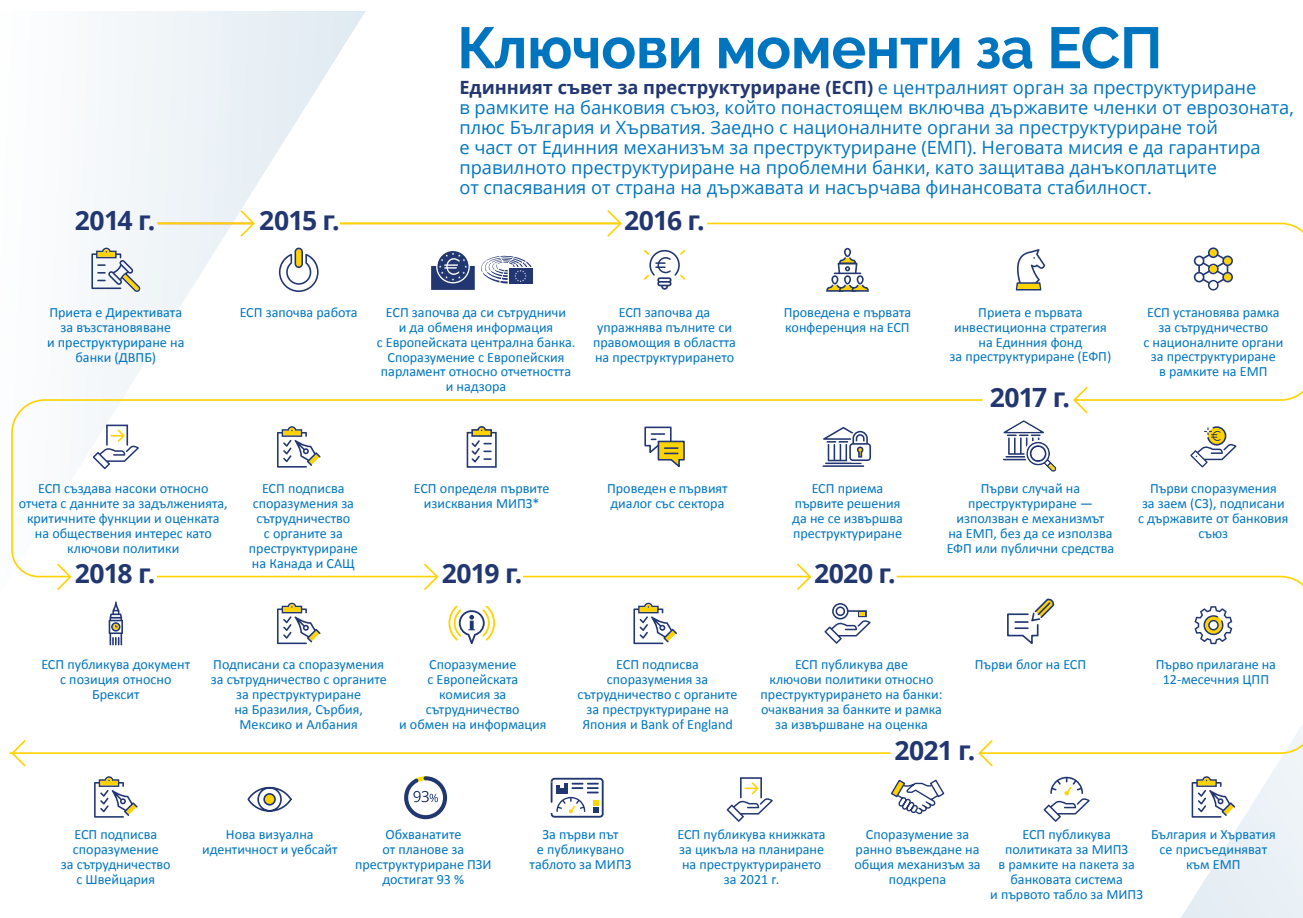 Ключови моменти за ЕСП
Единният съвет за преструктуриране (ЕСП) е централният орган за преструктуриране
в рамките на банковия съюз, който понастоящем включва държавите членки от еврозоната,
плюс България и Хърватия. Заедно с националните органи за преструктуриране той
е част от Единния механизъм за преструктуриране (ЕМП). Неговата мисия е да гарантира
правилното преструктуриране на проблемни банки, като защитава данъкоплатците
от спасявания от страна на държавата и насърчава финансовата стабилност.
2014 г.
Приета е Директивата
за възстановяване
и преструктуриране на
банки (ДВПБ)
2015 г.
ЕСП започва работа
ЕСП започва да си сътрудничи
и да обменя информация
с Европейската централна банка.
Споразумение с Европейския
парламент относно отчетността
и надзора
2016 г.
ЕСП започва да
упражнява пълните си
правомощия в областта
на преструктурирането
Проведена е първата
конференция на ЕСП
Приета е първата
инвестиционна стратегия
на Единния фонд
за преструктуриране (ЕФП)
ЕСП установява рамка
за сътрудничество
с националните органи
за преструктуриране
в рамките на ЕМП
2017 г.
ЕСП създава насоки относно
отчета с данните за задълженията,
критичните функции и оценката
на обществения интерес като
ключови политики
ЕСП подписва
споразумения за
сътрудничество
с органите за
преструктуриране
на Канада и САЩ
ЕСП определя първите
изисквания МИПЗ*
Проведен е първият
диалог със сектора
ЕСП приема
първите решения
да не се извършва
преструктуриране
Първи случай на
преструктуриране —
използван е механизмът
на ЕМП, без да се използва
ЕФП или публични средства
Първи споразумения
за заем (СЗ), подписани
с държавите от банковия
съюз
2018 г.
ЕСП публикува документ
с позиция относно
Брексит
Подписани са споразумения
за сътрудничество с органите
за преструктуриране
на Бразилия, Сърбия,
Мексико и Албания
2019 г.
Споразумение
с Европейската
комисия за
сътрудничество
и обмен на информация
ЕСП подписва
споразумения за
сътрудничество с органите
за преструктуриране на
Япония и Bank of England
2020 г.
ЕСП публикува две
ключови политики относно
преструктурирането на банки:
очаквания за банките и рамка
за извършване на оценка
Първи блог на ЕСП
Първо прилагане на
12-месечния ЦПП
2021 г.
ЕСП подписва
споразумение
за сътрудничество
с Швейцария
Нова визуална
идентичност и уебсайт
93%
Обхванатите
от планове за
преструктуриране ПЗИ
достигат 93 %
За първи път
е публикувано
таблото за МИПЗ
ЕСП публикува книжката
за цикъла на планиране
на преструктурирането
за 2021 г.
Споразумение за
ранно въвеждане на
общия механизъм за
подкрепа
ЕСП публикува
политиката за МИПЗ
в рамките на пакета за
банковата система
и първото табло за МИПЗ
България и Хърватия
се присъединяват
към ЕМП